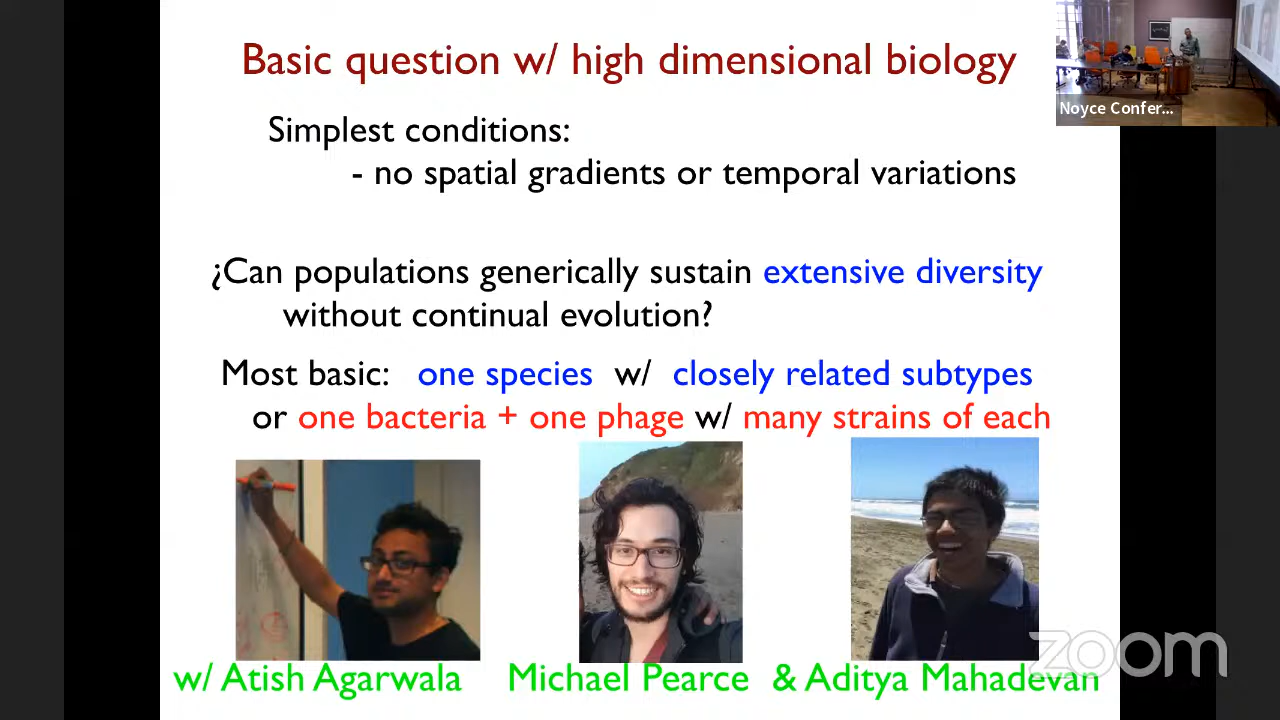 Basic question w/ high dimensional biology
Noyce Confer...
Simplest conditions:
- no spatial gradients or temporal variations
¿Can populations generically sustain extensive diversity
without continual evolution?
Most basic: one species w/ closely related subtypes
or one bacteria + one phage w/ many strains of each
w/ Atish Agarwala Michael Pearce & Aditya Mahadevan
zoom